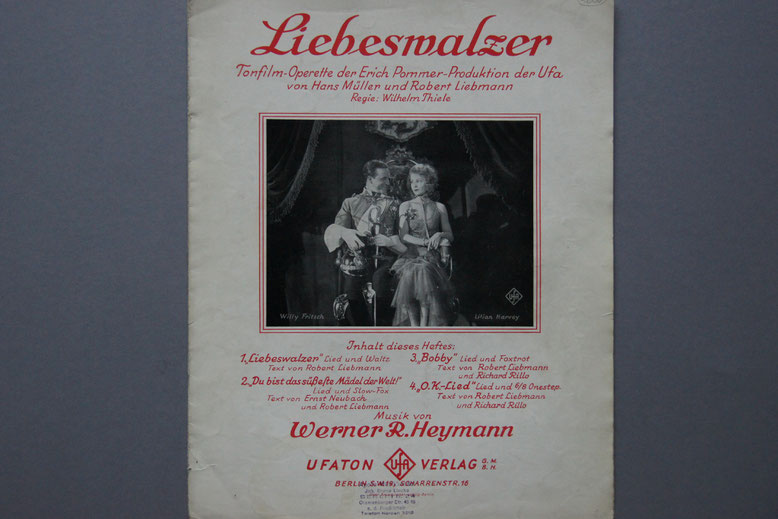 Liebeswalzer
Tonfilm-Operette der Erich Pommer-Produktion der Ufa
von Hans Müller und Robert Liebmann
Regie: Wilhelm Thiele
Willy Fritsch
Lilian Harvey
Ufa
Inhalt dieses Heftes:
1. „Liebeswalzer" Lied und Waltz
Text von Robert Liebmann
2. „Du bist das süßeste Mädel der Welt!"
Lied und Slow-Fox
Text von Ernst Neubach
und Robert Liebmann
3. „Bobby" Lied und Foxtrot
Text von Robert Liebmann
und Richard Rillo
4. „O.K.-Lied" Lied und 6/8 Onestep.
Text von Robert Liebmann
und Richard Rillo
Musik von
Werner R. Heymann
UFATON Ufa VERLAG G.M.B.H.
BERLIN S.W.19, SCHARRENSTR. 18